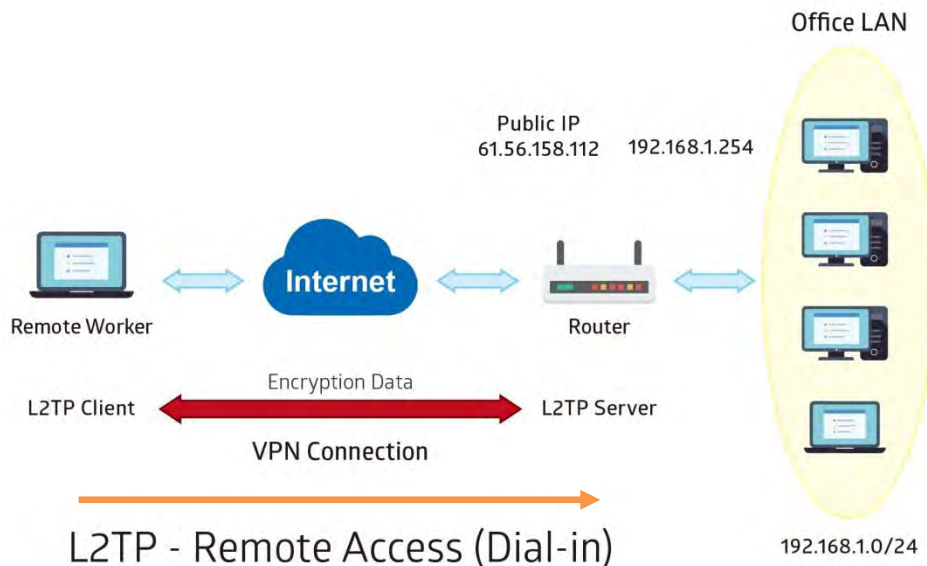 Office LAN
Public IP
61.56.158.112
192.168.1.254
Internet
Remote Worker
Router
Encryption Data
L2TP Client
L2TP Server
VPN Connection
L2TP - Remote Access (Dial-in)
192.168.1.0/24